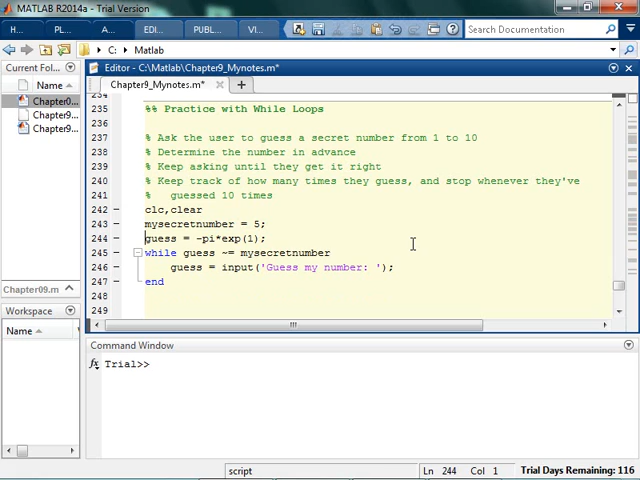 MATLAB R2014a - Trial Version
H... PL... A... EDI... PUBL... VI... Search Documentation
C: Matlab
Current Fol... Editor - C:\Matlab\Chapter9_Mynotes.m*
Name Chapter9_Mynotes.m*
Chapter0...
Chapter9...
Chapter9...
234
235 %% Practice with While Loops
236
237 % Ask the user to guess a secret number from 1 to 10
238 % Determine the number in advance
239 % Keep asking until they get it right
240 % Keep track of how many times they guess, and stop whenever they've
241 % guessed 10 times
242 clc,clear
243 mysecretnumber = 5;
244 guess = -pi*exp(1);
245 while guess ~= mysecretnumber
246 guess = input('Guess my number: ');
247 end
248
249
Chapter09.m
Workspace
Name
Command Window
fx Trial>>
script Ln 244 Col 1 Trial Days Remaining: 116